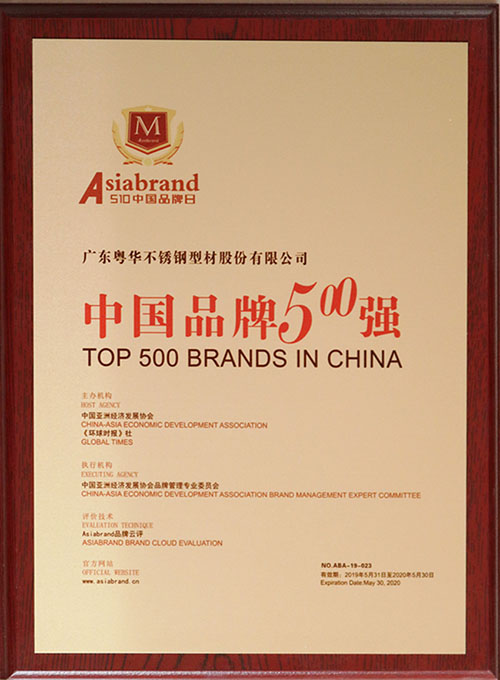 M
Asiabrand
Asiabrand
510中国品牌日
广东粤华不锈钢型材股份有限公司
中国品牌500强
TOP 500 BRANDS IN CHINA
主办机构
HOST AGENCY
中国亚洲经济发展协会
CHINA-ASIA ECONOMIC DEVELOPMENT ASSOCIATION
《环球时报》社
GLOBAL TIMES
执行机构
EXECUTING AGENCY
中国亚洲经济发展协会品牌管理专业委员会
CHINA-ASIA ECONOMIC DEVELOPMENT ASSOCIATION BRAND MANAGEMENT EXPERT COMMITTEE
评价技术
EVALUATION TECHNIQUE
Asiabrand品牌云评
ASIABRAND BRAND CLOUD EVALUATION
官方网站
OFFICIAL WEBSITE
www.asiabrand.cn
NO.ABA-19-023
有效期：2019年5月31日至2020年5月30日
Expiration Date:May 30, 2020